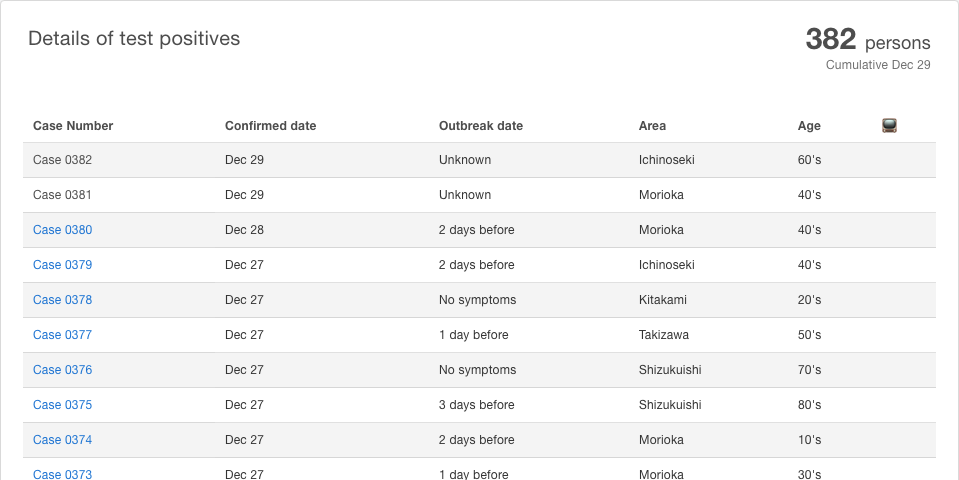 Details of test positives
382 persons
Cumulative Dec 29
Case Number Confirmed date Outbreak date Area Age
Case 0382 Dec 29 Unknown Ichinoseki 60's
Case 0381 Dec 29 Unknown Morioka 40's
Case 0380 Dec 28 2 days before Morioka 40's
Case 0379 Dec 27 2 days before Ichinoseki 40's
Case 0378 Dec 27 No symptoms Kitakami 20's
Case 0377 Dec 27 1 day before Takizawa 50's
Case 0376 Dec 27 No symptoms Shizukuishi 70's
Case 0375 Dec 27 3 days before Shizukuishi 80's
Case 0374 Dec 27 2 days before Morioka 10's
Case 0373 Dec 27 1 day before Morioka 30's